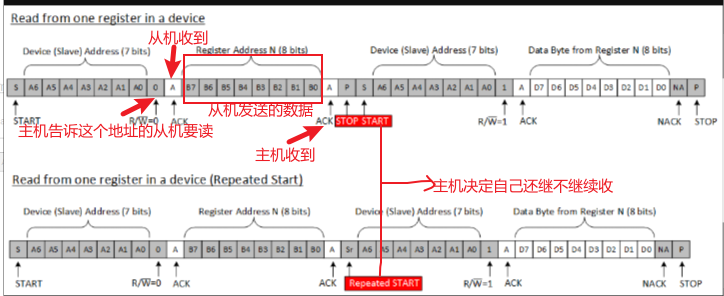 Read from one register in a device
从机收到
Device (Slave) Address (7 bits) Register Address N (8 bits) Device (Slave) Address (7 bits) Data Byte from Register N (8 bits)
S A6 A5 A4 A3 A2 A1 A0 0 A B7 B6 B5 B4 B3 B2 B1 B0 A P S A6 A5 A4 A3 A2 A1 A0 1 A D7 D6 D5 D4 D3 D2 D1 D0 NA P
从机发送的数据
START R/W̅=0 ACK ACK STOP START R/W̅=1 ACK NACK STOP
主机告诉这个地址的从机要读
主机收到
Read from one register in a device (Repeated Start)
主机决定自己还继不继续收
Device (Slave) Address (7 bits) Register Address N (8 bits) Device (Slave) Address (7 bits) Data Byte from Register N (8 bits)
S A6 A5 A4 A3 A2 A1 A0 0 A B7 B6 B5 B4 B3 B2 B1 B0 A Sr A6 A5 A4 A3 A2 A1 A0 1 A D7 D6 D5 D4 D3 D2 D1 D0 NA P
START R/W̅=0 ACK ACK Repeated START R/W̅=1 ACK NACK STOP